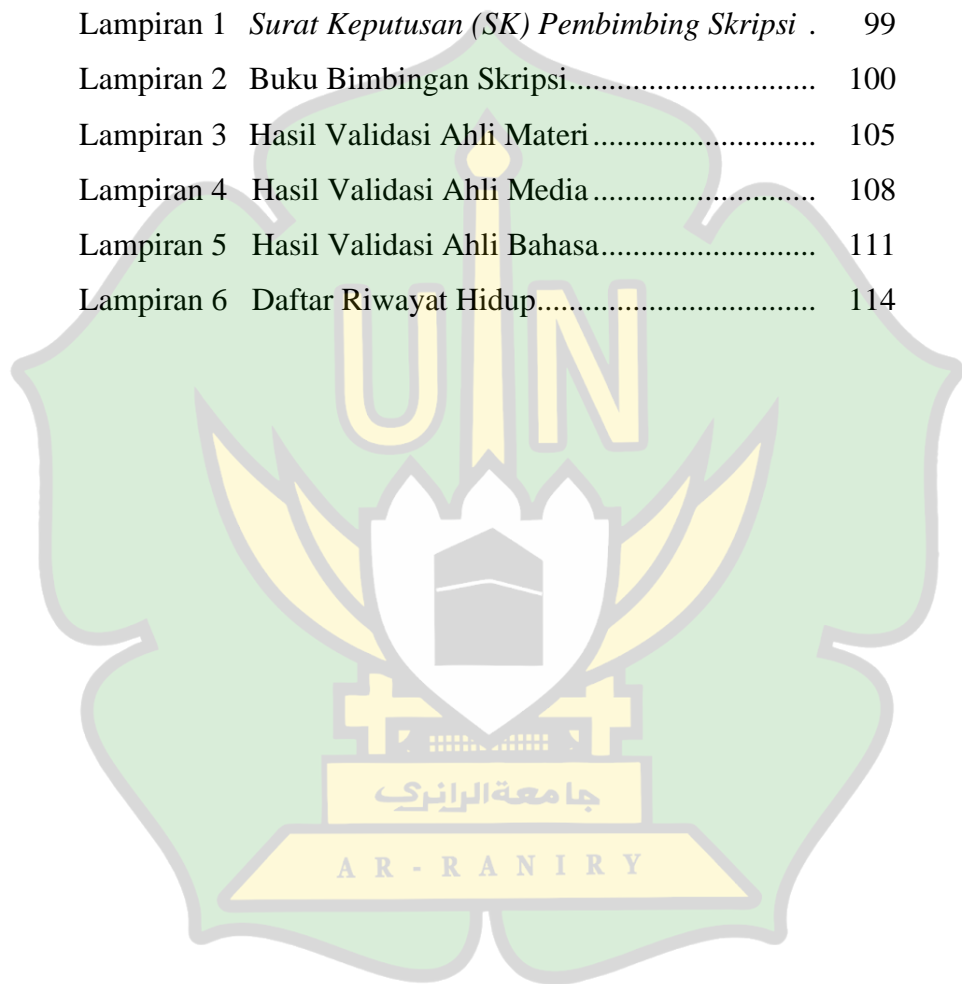 Lampiran 1 Surat Keputusan (SK) Pembimbing Skripsi . 99
Lampiran 2 Buku Bimbingan Skripsi............................ 100
Lampiran 3 Hasil Validasi Ahli Materi......................... 105
Lampiran 4 Hasil Validasi Ahli Media......................... 108
Lampiran 5 Hasil Validasi Ahli Bahasa........................ 111
Lampiran 6 Daftar Riwayat Hidup............................... 114
UIN
جامعةالرانرك
AR-RANIRY